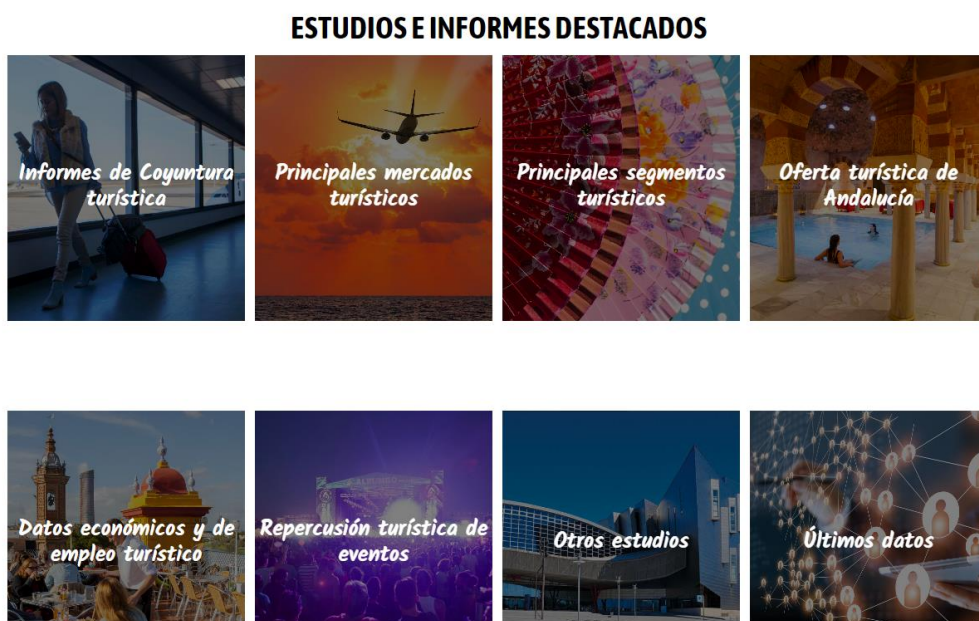 ESTUDIOS E INFORMES DESTACADOS
Informes de Coyuntura
turística
Principales mercados
turísticos
Principales segmentos
turísticos
Oferta turística de
Andalucía
Datos económicos y de
empleo turístico
Repercusión turística de
eventos
Otros estudios
Últimos datos